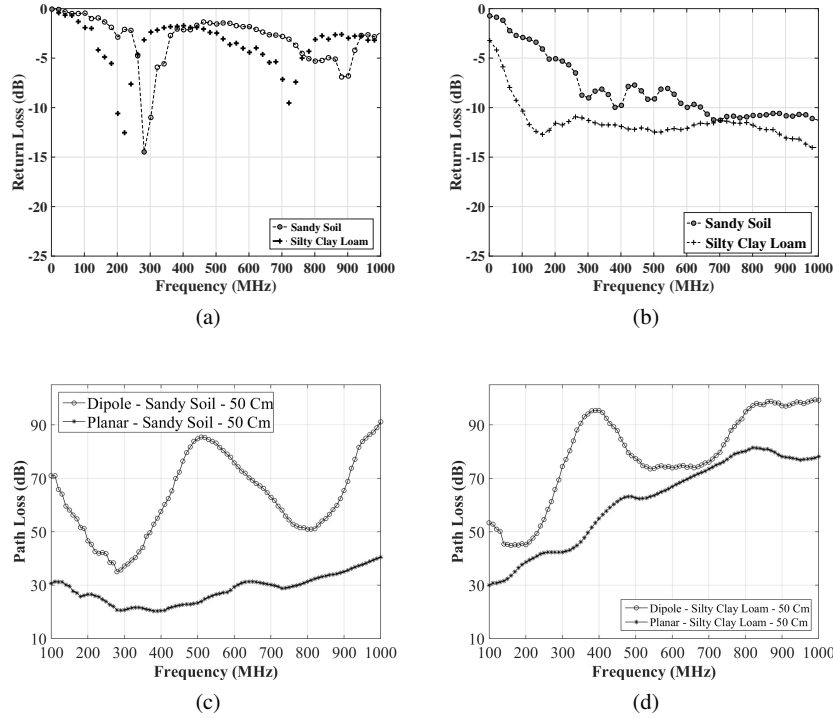 0
-5
-10
-15
-20
-25
Return Loss (dB)
0 100 200 300 400 500 600 700 800 900 1000
Frequency (MHz)
Sandy Soil
Silty Clay Loam
(a)
0
-5
-10
-15
-20
-25
Return Loss (dB)
0 100 200 300 400 500 600 700 800 900 1000
Frequency (MHz)
Sandy Soil
Silty Clay Loam
(b)
90
70
50
30
10
Path Loss (dB)
100 200 300 400 500 600 700 800 900 1000
Frequency (MHz)
Dipole - Sandy Soil - 50 Cm
Planar - Sandy Soil - 50 Cm
(c)
90
70
50
30
10
Path Loss (dB)
100 200 300 400 500 600 700 800 900 1000
Frequency (MHz)
Dipole - Silty Clay Loam - 50 Cm
Planar - Silty Clay Loam - 50 Cm
(d)